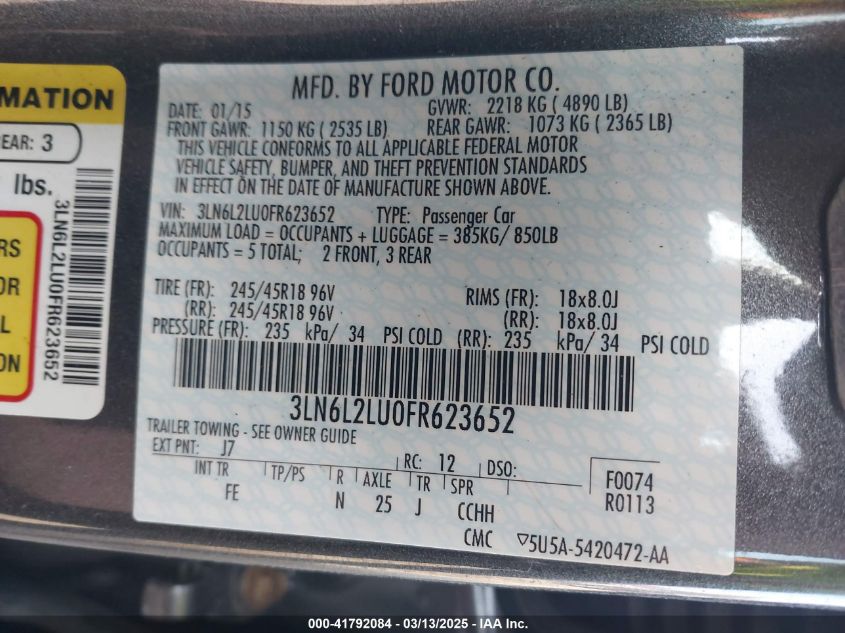 MATION
EAR: 3
lbs.
3LN6L2LU0FR623652
RS
OR
L
ON
MFD. BY FORD MOTOR CO.
DATE: 01/15 GVWR: 2218 KG ( 4890 LB)
FRONT GAWR: 1150 KG ( 2535 LB) REAR GAWR: 1073 KG ( 2365 LB)
THIS VEHICLE CONFORMS TO ALL APPLICABLE FEDERAL MOTOR
VEHICLE SAFETY, BUMPER, AND THEFT PREVENTION STANDARDS
IN EFFECT ON THE DATE OF MANUFACTURE SHOWN ABOVE.
VIN: 3LN6L2LU0FR623652 TYPE: Passenger Car
MAXIMUM LOAD = OCCUPANTS + LUGGAGE = 385KG/ 850LB
OCCUPANTS = 5 TOTAL; 2 FRONT, 3 REAR
TIRE (FR): 245/45R18 96V RIMS (FR): 18x8.0J
(RR): 245/45R18 96V (RR): 18x8.0J
PRESSURE (FR): 235 kPa/ 34 PSI COLD (RR): 235 kPa/ 34 PSI COLD
3LN6L2LU0FR623652
TRAILER TOWING - SEE OWNER GUIDE
EXT PNT: J7 RC: 12 DSO: F0074
INT TR TP/PS R AXLE TR SPR R0113
FE N 25 J CCHH
CMC ▽5U5A-5420472-AA
000-41792084 / 03/13/2025 - IAA Inc.